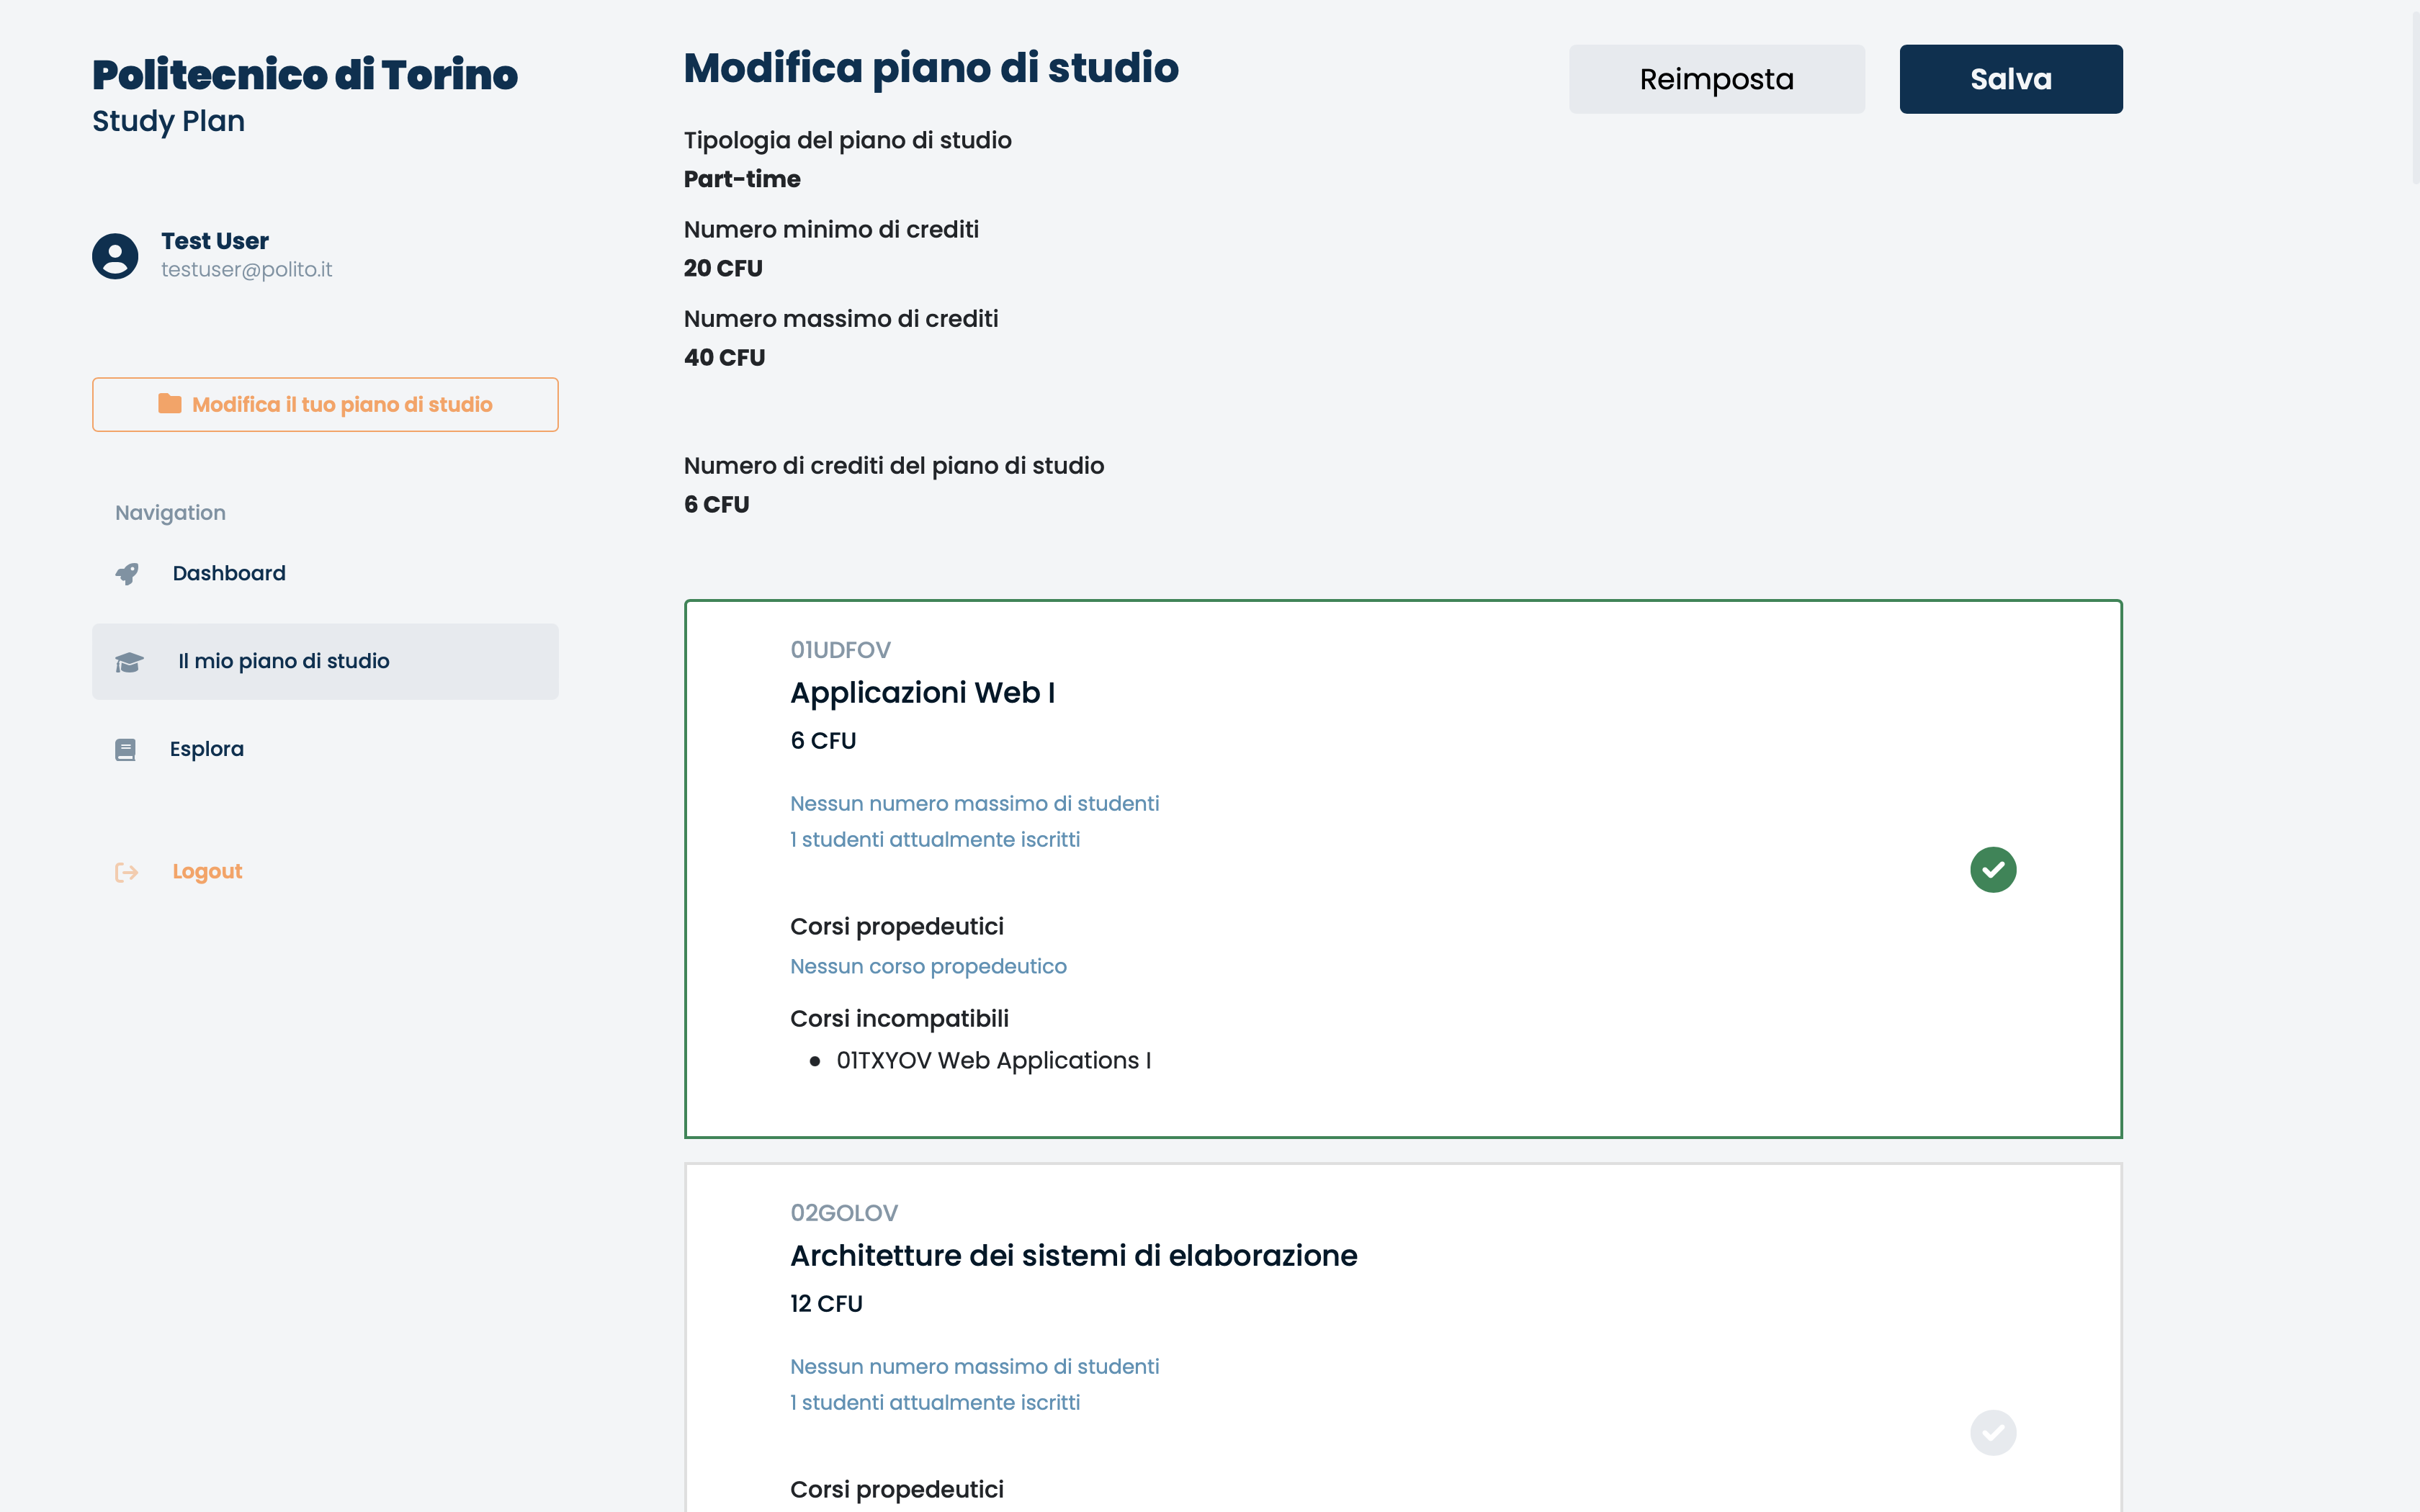 Politecnico di Torino
Study Plan
Test User
testuser@polito.it
Modifica il tuo piano di studio
Navigation
Dashboard
Il mio piano di studio
Esplora
Logout
Modifica piano di studio
Reimposta
Salva
Tipologia del piano di studio
Part-time
Numero minimo di crediti
20 CFU
Numero massimo di crediti
40 CFU
Numero di crediti del piano di studio
6 CFU
01UDFOV
Applicazioni Web I
6 CFU
Nessun numero massimo di studenti
1 studenti attualmente iscritti
Corsi propedeutici
Nessun corso propedeutico
Corsi incompatibili
01TXYOV Web Applications I
02GOLOV
Architetture dei sistemi di elaborazione
12 CFU
Nessun numero massimo di studenti
1 studenti attualmente iscritti
Corsi propedeutici